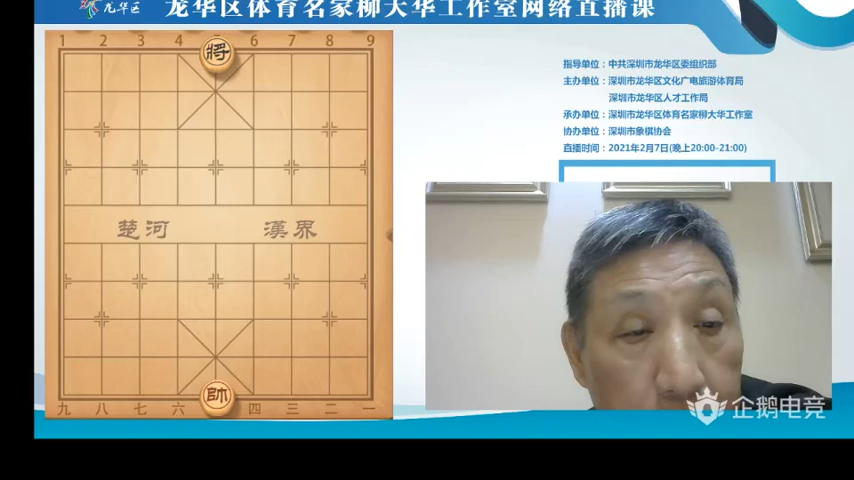 龙华区
龙华区体育名家柳大华工作室网络直播课
指导单位：中共深圳市龙华区委组织部
主办单位：深圳市龙华区文化广电旅游体育局
深圳市龙华区人才工作局
承办单位：深圳市龙华区体育名家柳大华工作室
协办单位：深圳市象棋协会
直播时间：2021年2月7日(晚上20:00-21:00)
1 2 3 4 6 7 8 9
將
楚河 漢界
帥
九 八 七 六 四 三 二 一
企鹅电竞